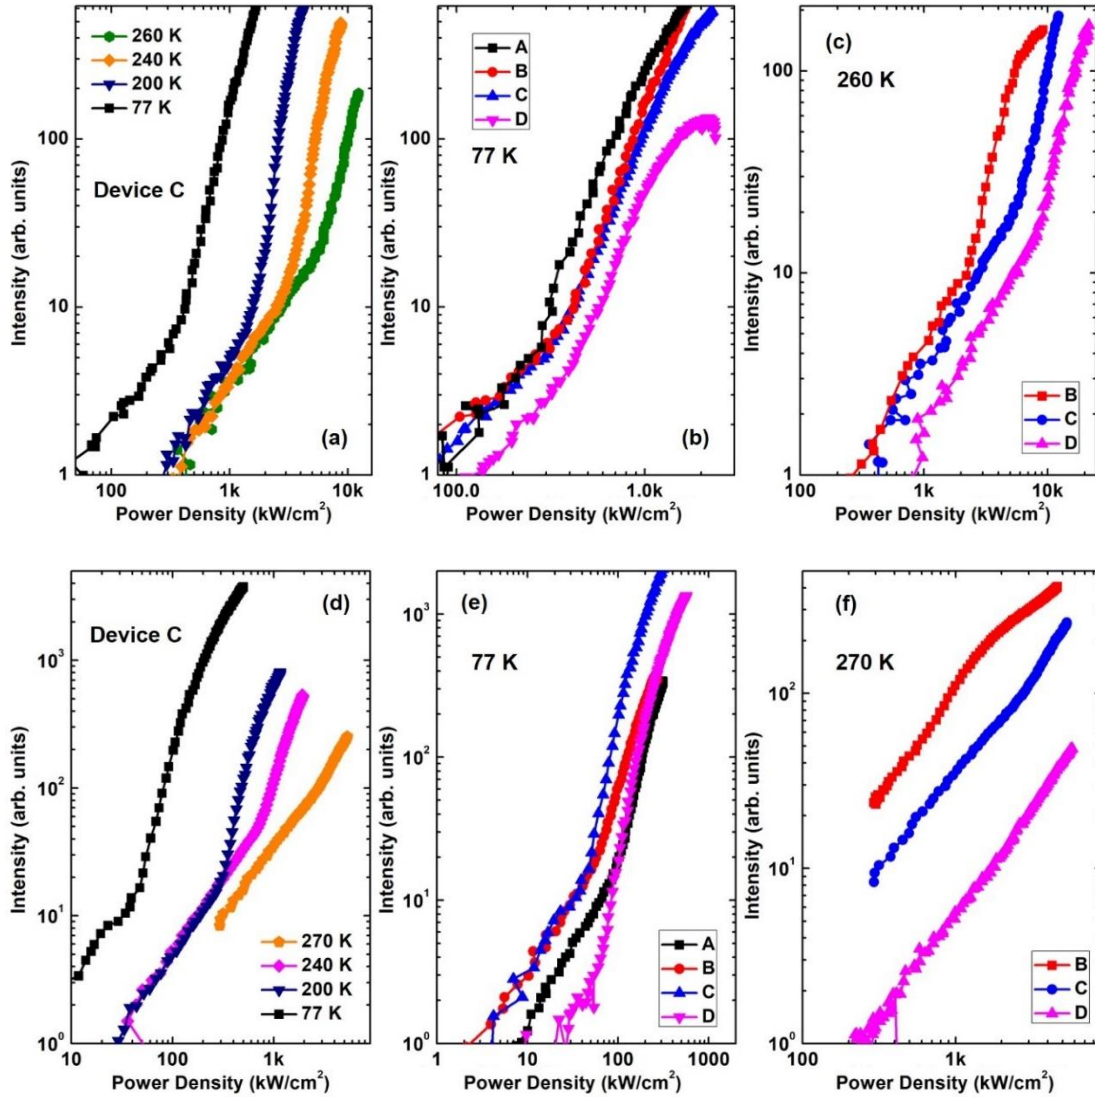 260 K
240 K
200 K
77 K
Device C
(a)
100
10
1
100
1k
10k
Intensity (arb. units)
Power Density (kW/cm²)
A
B
C
D
77 K
(b)
100
10
1
100.0
1.0k
Intensity (arb. units)
Power Density (kW/cm²)
(c)
260 K
B
C
D
100
10
1
100
1k
10k
Intensity (arb. units)
Power Density (kW/cm²)
(d)
Device C
270 K
240 K
200 K
77 K
10³
10²
10¹
10⁰
10
100
1000
Intensity (arb. units)
Power Density (kW/cm²)
(e)
77 K
A
B
C
D
10³
10²
10¹
10⁰
1
10
100
1000
Intensity (arb. units)
Power Density (kW/cm²)
(f)
270 K
B
C
D
10²
10¹
10⁰
100
1k
Intensity (arb. units)
Power Density (kW/cm²)